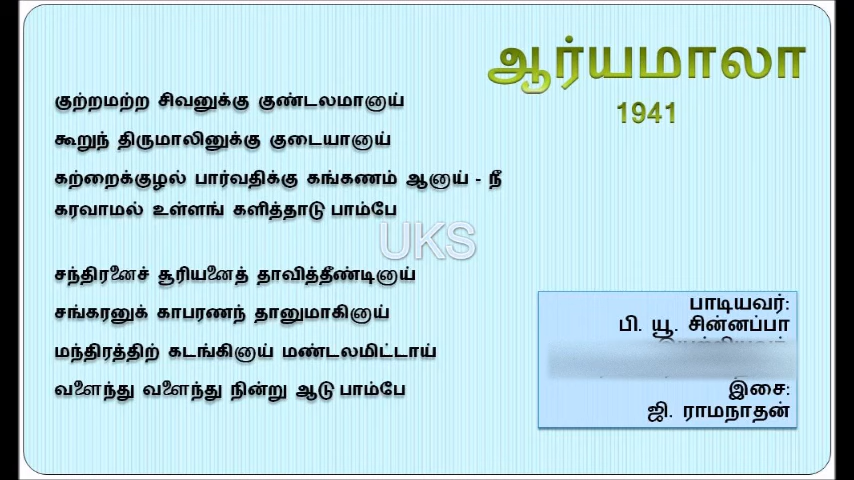 ஆர்யமாலா
1941
குற்றமற்ற சிவனுக்கு குண்டலமானாய்
கூறுந் திருமாலினுக்கு குடையானாய்
கற்றைக்குழல் பார்வதிக்கு கங்கணம் ஆனாய் - நீ
கரவாமல் உள்ளங் களித்தாடு பாம்பே
UKS
சந்திரனைச் சூரியனைத் தாவித்தீண்டினாய்
சங்கரனுக் காபரணந் தானுமாகினாய்
மந்திரத்திற் கடங்கினாய் மண்டலமிட்டாய்
வளைந்து வளைந்து நின்று ஆடு பாம்பே
பாடியவர்:
பி. யூ. சின்னப்பா
இசை:
ஜி. ராமநாதன்